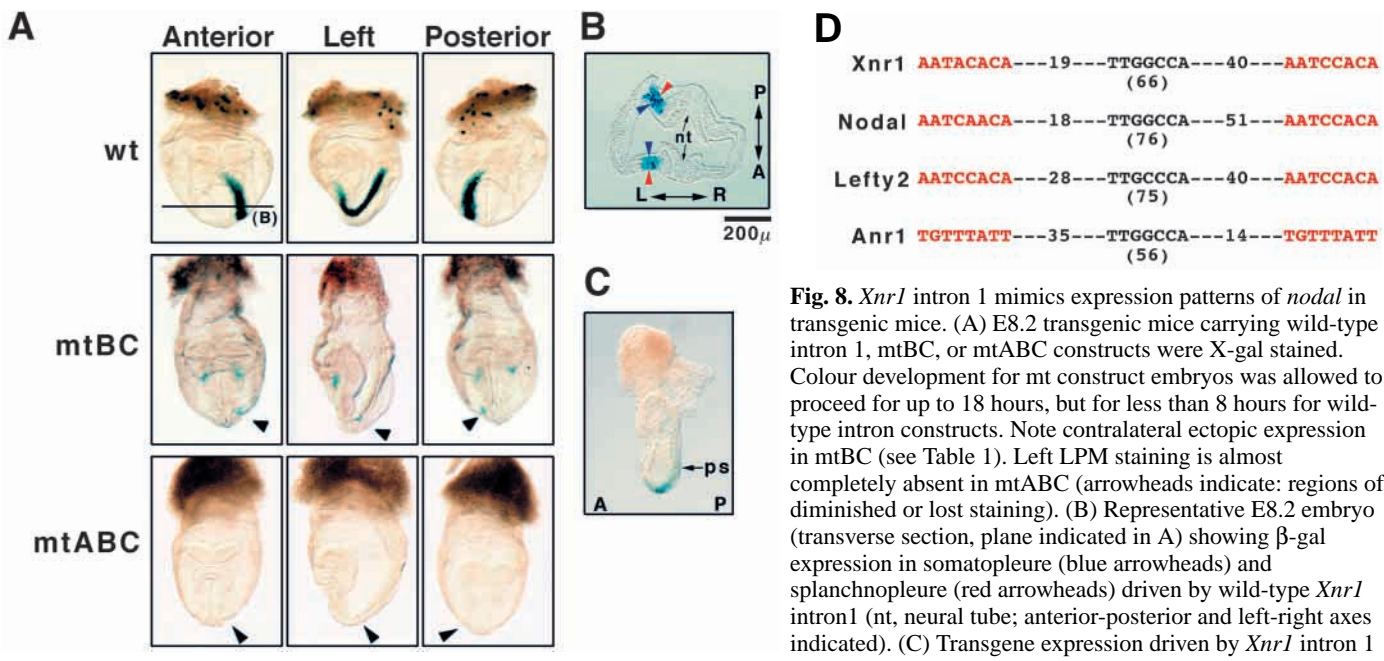 A
Anterior Left Posterior
wt
(B)
mtBC
mtABC
B
P
nt
A
L R
200µ
C
ps
A P
D
Xnr1 AATACACA---19---TTGGCCA---40---AATCCACA
(66)
Nodal AATCAACA---18---TTGGCCA---51---AATCCACA
(76)
Lefty2 AATCCACA---28---TTGCCCA---40---AATCCACA
(75)
Anr1 TGTTTATT---35---TTGGCCA---14---TGTTTATT
(56)
Fig. 8. Xnr1 intron 1 mimics expression patterns of nodal in
transgenic mice. (A) E8.2 transgenic mice carrying wild-type
intron 1, mtBC, or mtABC constructs were X-gal stained.
Colour development for mt construct embryos was allowed to
proceed for up to 18 hours, but for less than 8 hours for wild-
type intron constructs. Note contralateral ectopic expression
in mtBC (see Table 1). Left LPM staining is almost
completely absent in mtABC (arrowheads indicate: regions of
diminished or lost staining). (B) Representative E8.2 embryo
(transverse section, plane indicated in A) showing β-gal
expression in somatopleure (blue arrowheads) and
splanchnopleure (red arrowheads) driven by wild-type Xnr1
intron1 (nt, neural tube; anterior-posterior and left-right axes
indicated). (C) Transgene expression driven by Xnr1 intron 1